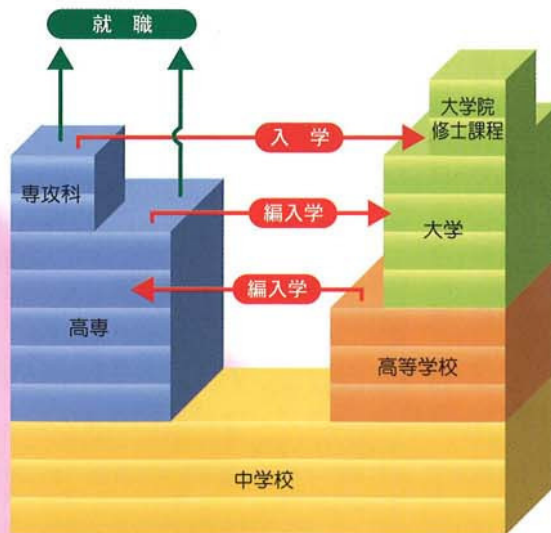 就職
大学院
修士課程
入学
専攻科
編入学
大学
編入学
高専
高等学校
中学校